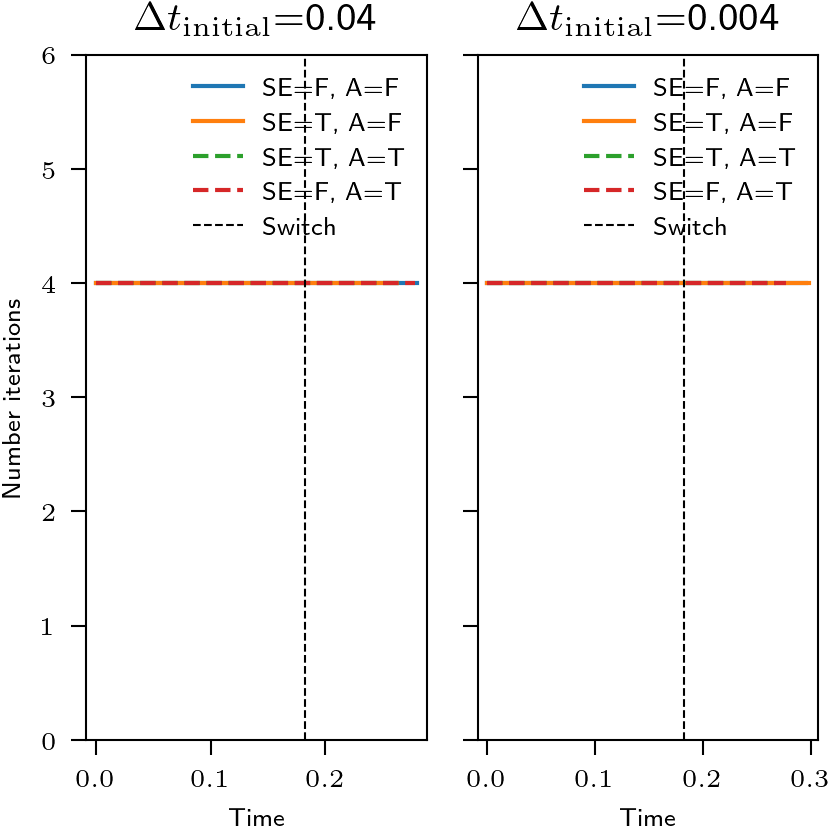 Δt_initial=0.04
6
5
4
3
2
1
0
Number iterations
SE=F, A=F
SE=T, A=F
SE=T, A=T
SE=F, A=T
Switch
0.0 0.1 0.2
Time
Δt_initial=0.004
SE=F, A=F
SE=T, A=F
SE=T, A=T
SE=F, A=T
Switch
0.0 0.1 0.2 0.3
Time